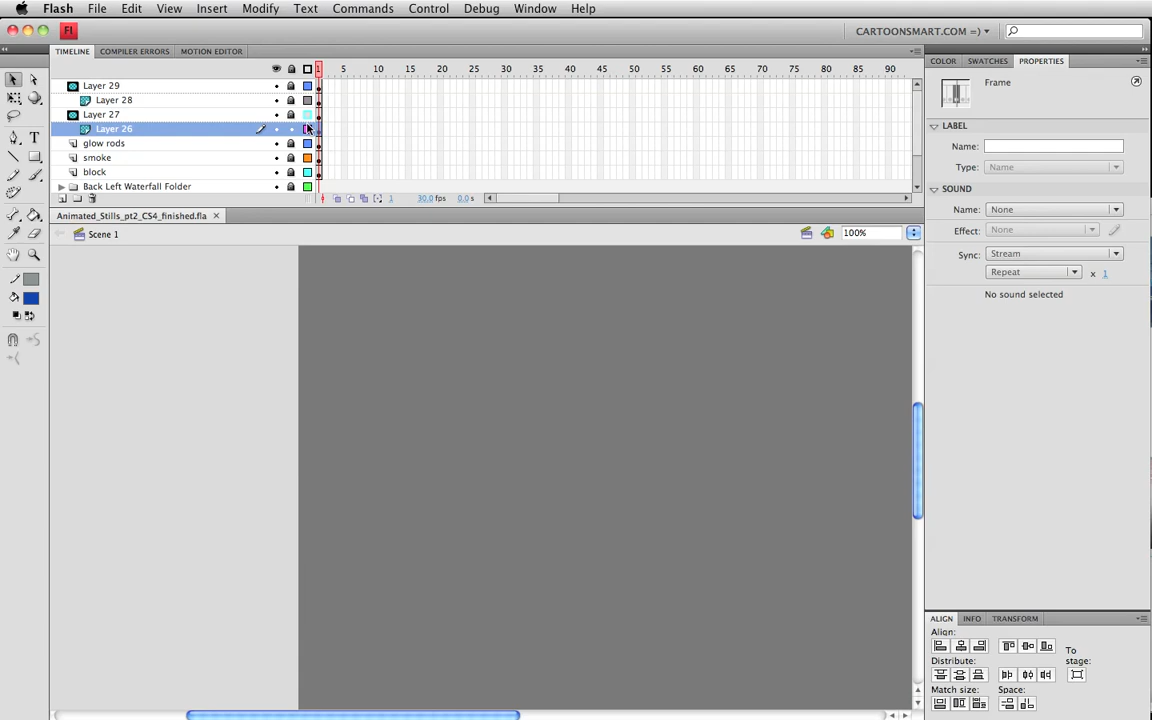 Flash File Edit View Insert Modify Text Commands Control Debug Window Help
Fl CARTOONSMART.COM =)
TIMELINE COMPILER ERRORS MOTION EDITOR
COLOR SWATCHES PROPERTIES
1 5 10 15 20 25 30 35 40 45 50 55 60 65 70 75 80 85 90
Layer 29
Layer 28
Layer 27
Layer 26
glow rods
smoke
block
Back Left Waterfall Folder
1 30.0 fps 0.0 s
Animated_Stills_pt2_CS4_finished.fla
Scene 1
100%
T
Frame
LABEL
Name:
Type: Name
SOUND
Name: None
Effect: None
Sync: Stream
Repeat x 1
No sound selected
ALIGN INFO TRANSFORM
Align:
To
stage:
Distribute:
Match size: Space: